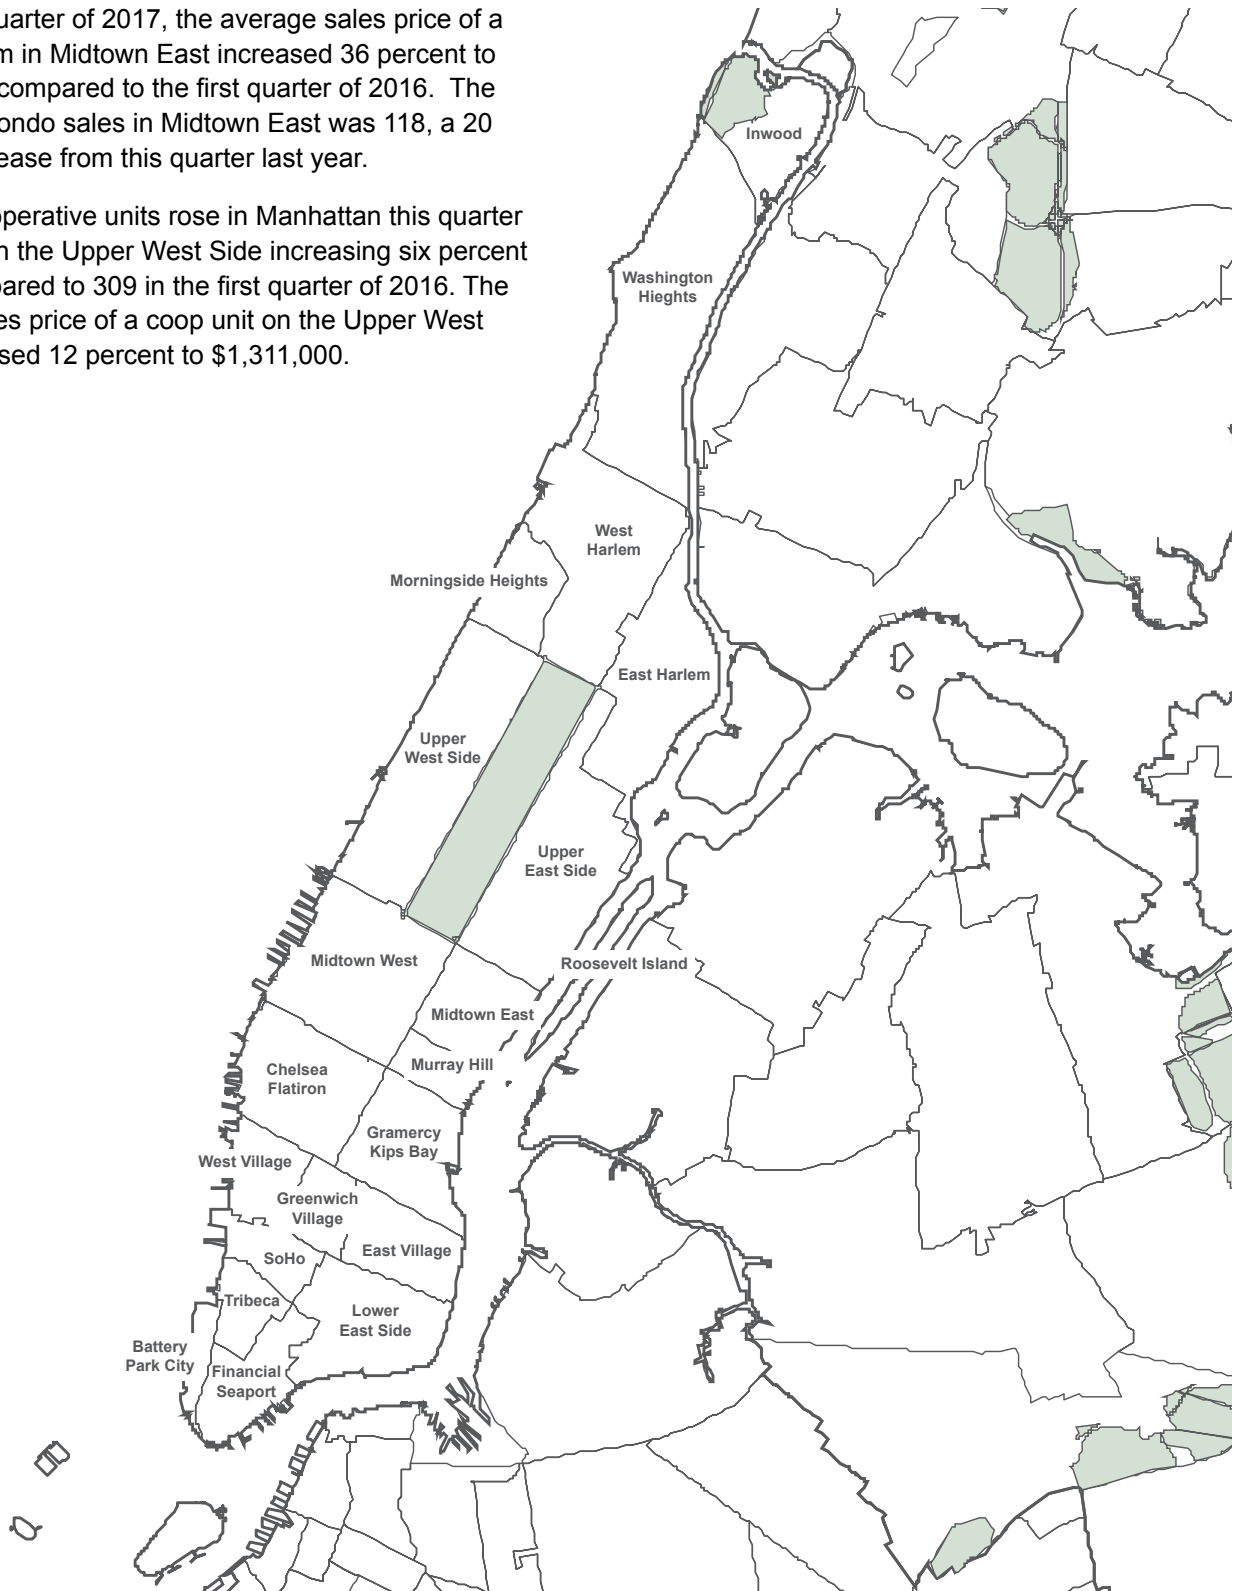 uarter of 2017, the average sales price of a
m in Midtown East increased 36 percent to
compared to the first quarter of 2016.  The
ondo sales in Midtown East was 118, a 20
ease from this quarter last year.
operative units rose in Manhattan this quarter
n the Upper West Side increasing six percent
pared to 309 in the first quarter of 2016. The
es price of a coop unit on the Upper West
sed 12 percent to $1,311,000.
Inwood
Washington
Hieghts
West
Harlem
Morningside Heights
East Harlem
Upper
West Side
Upper
East Side
Midtown West
Roosevelt Island
Midtown East
Murray Hill
Chelsea
Flatiron
Gramercy
Kips Bay
West Village
Greenwich
Village
East Village
SoHo
Tribeca
Lower
East Side
Battery
Park City
Financial
Seaport